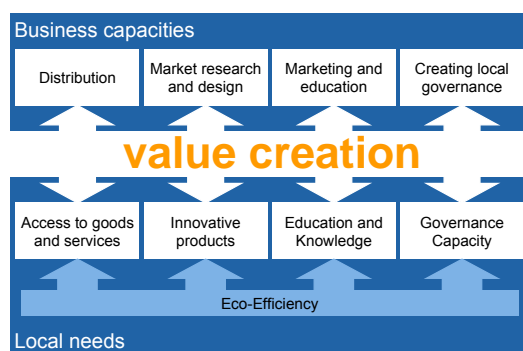 Business capacities
Distribution
Market research
and design
Marketing and
education
Creating local
governance
value creation
Access to goods
and services
Innovative
products
Education and
Knowledge
Governance
Capacity
Eco-Efficiency
Local needs